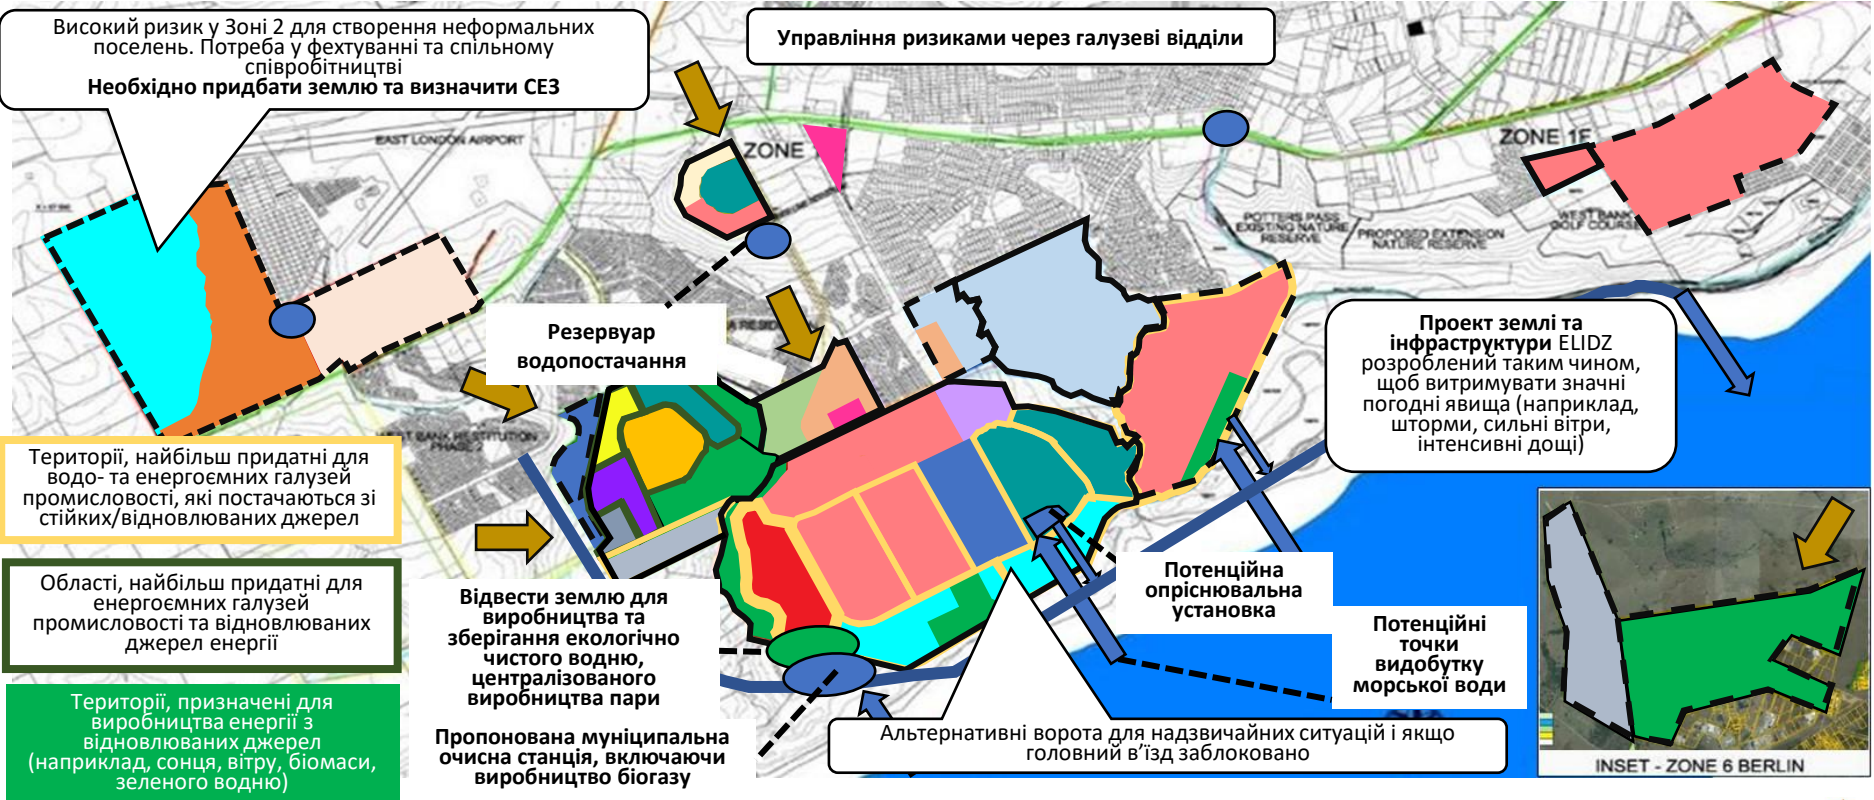 Високий ризик у Зоні 2 для створення неформальних
поселень. Потреба у фехтуванні та спільному
співробітництві
Необхідно придбати землю та визначити СЕЗ
Управління ризиками через галузеві відділи
EAST LONDON AIRPORT
ZONE
ZONE 1F
POTTERS PASS
EXISTING NATURE
RESERVE
PROPOSED EXTENSION
NATURE RESERVE
WEST BANK
GOLF COURSE
Резервуар
водопостачання
Проект землі та
інфраструктури ELIDZ
розроблений таким чином,
щоб витримувати значні
погодні явища (наприклад,
шторми, сильні вітри,
інтенсивні дощі)
WEST BANK RESTITUTION
PHASE 2
Території, найбільш придатні для
водо- та енергоємних галузей
промисловості, які постачаються зі
стійких/відновлюваних джерел
Області, найбільш придатні для
енергоємних галузей
промисловості та відновлюваних
джерел енергії
Території, призначені для
виробництва енергії з
відновлюваних джерел
(наприклад, сонця, вітру, біомаси,
зеленого водню)
Відвести землю для
виробництва та
зберігання екологічно
чистого водню,
централізованого
виробництва пари
Пропонована муніципальна
очисна станція, включаючи
виробництво біогазу
Потенційна
опріснювальна
установка
Потенційні
точки
видобутку
морської води
Альтернативні ворота для надзвичайних ситуацій і якщо
головний в’їзд заблоковано
INSET - ZONE 6 BERLIN